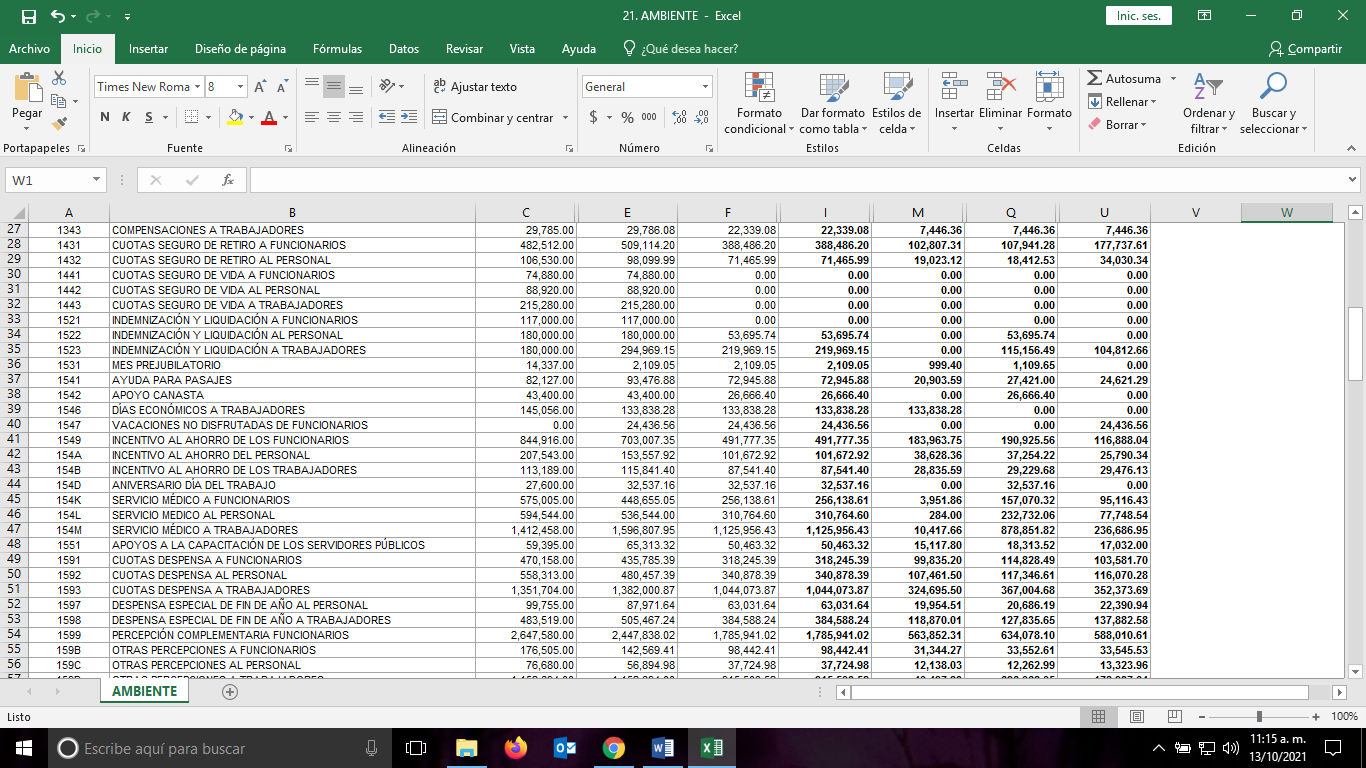 21. AMBIENTE - Excel
Inic. ses.
Archivo Inicio Insertar Diseño de página Fórmulas Datos Revisar Vista Ayuda ¿Qué desea hacer? Compartir
Times New Roma 8 Ajustar texto General Autosuma
Pegar Formato Dar formato Estilos de Insertar Eliminar Formato Rellenar Ordenar y Buscar y
N K S Combinar y centrar $ % 000 condicional como tabla celda Borrar filtrar seleccionar
Portapapeles Fuente Alineación Número Estilos Celdas Edición
W1 fx
A B C E F I M Q U V W
27 1343 COMPENSACIONES A TRABAJADORES 29,785.00 29,786.08 22,339.08 22,339.08 7,446.36 7,446.36 7,446.36
28 1431 CUOTAS SEGURO DE RETIRO A FUNCIONARIOS 482,512.00 509,114.20 388,486.20 388,486.20 102,807.31 107,941.28 177,737.61
29 1432 CUOTAS SEGURO DE RETIRO AL PERSONAL 106,530.00 98,099.99 71,465.99 71,465.99 19,023.12 18,412.53 34,030.34
30 1441 CUOTAS SEGURO DE VIDA A FUNCIONARIOS 74,880.00 74,880.00 0.00 0.00 0.00 0.00 0.00
31 1442 CUOTAS SEGURO DE VIDA AL PERSONAL 88,920.00 88,920.00 0.00 0.00 0.00 0.00 0.00
32 1443 CUOTAS SEGURO DE VIDA A TRABAJADORES 215,280.00 215,280.00 0.00 0.00 0.00 0.00 0.00
33 1521 INDEMNIZACIÓN Y LIQUIDACIÓN A FUNCIONARIOS 117,000.00 117,000.00 0.00 0.00 0.00 0.00 0.00
34 1522 INDEMNIZACIÓN Y LIQUIDACIÓN AL PERSONAL 180,000.00 180,000.00 53,695.74 53,695.74 0.00 53,695.74 0.00
35 1523 INDEMNIZACIÓN Y LIQUIDACIÓN A TRABAJADORES 180,000.00 294,969.15 219,969.15 219,969.15 0.00 115,156.49 104,812.66
36 1531 MES PREJUBILATORIO 14,337.00 2,109.05 2,109.05 2,109.05 999.40 1,109.65 0.00
37 1541 AYUDA PARA PASAJES 82,127.00 93,476.88 72,945.88 72,945.88 20,903.59 27,421.00 24,621.29
38 1542 APOYO CANASTA 43,400.00 43,400.00 26,666.40 26,666.40 0.00 26,666.40 0.00
39 1546 DÍAS ECONÓMICOS A TRABAJADORES 145,056.00 133,838.28 133,838.28 133,838.28 133,838.28 0.00 0.00
40 1547 VACACIONES NO DISFRUTADAS DE FUNCIONARIOS 0.00 24,436.56 24,436.56 24,436.56 0.00 0.00 24,436.56
41 1549 INCENTIVO AL AHORRO DE LOS FUNCIONARIOS 844,916.00 703,007.35 491,777.35 491,777.35 183,963.75 190,925.56 116,888.04
42 154A INCENTIVO AL AHORRO DEL PERSONAL 207,543.00 153,557.92 101,672.92 101,672.92 38,628.36 37,254.22 25,790.34
43 154B INCENTIVO AL AHORRO DE LOS TRABAJADORES 113,189.00 115,841.40 87,541.40 87,541.40 28,835.59 29,229.68 29,476.13
44 154D ANIVERSARIO DÍA DEL TRABAJO 27,600.00 32,537.16 32,537.16 32,537.16 0.00 32,537.16 0.00
45 154K SERVICIO MÉDICO A FUNCIONARIOS 575,005.00 448,655.05 256,138.61 256,138.61 3,951.86 157,070.32 95,116.43
46 154L SERVICIO MEDICO AL PERSONAL 594,544.00 536,544.00 310,764.60 310,764.60 284.00 232,732.06 77,748.54
47 154M SERVICIO MÉDICO A TRABAJADORES 1,412,458.00 1,596,807.95 1,125,956.43 1,125,956.43 10,417.66 878,851.82 236,686.95
48 1551 APOYOS A LA CAPACITACIÓN DE LOS SERVIDORES PÚBLICOS 59,395.00 65,313.32 50,463.32 50,463.32 15,117.80 18,313.52 17,032.00
49 1591 CUOTAS DESPENSA A FUNCIONARIOS 470,158.00 435,785.39 318,245.39 318,245.39 99,835.20 114,828.49 103,581.70
50 1592 CUOTAS DESPENSA AL PERSONAL 558,313.00 480,457.39 340,878.39 340,878.39 107,461.50 117,346.61 116,070.28
51 1593 CUOTAS DESPENSA A TRABAJADORES 1,351,704.00 1,382,000.87 1,044,073.87 1,044,073.87 324,695.50 367,004.68 352,373.69
52 1597 DESPENSA ESPECIAL DE FIN DE AÑO AL PERSONAL 99,755.00 87,971.64 63,031.64 63,031.64 19,954.51 20,686.19 22,390.94
53 1598 DESPENSA ESPECIAL DE FIN DE AÑO A TRABAJADORES 483,519.00 505,467.24 384,588.24 384,588.24 118,870.01 127,835.65 137,882.58
54 1599 PERCEPCIÓN COMPLEMENTARIA FUNCIONARIOS 2,647,580.00 2,447,838.02 1,785,941.02 1,785,941.02 563,852.31 634,078.10 588,010.61
55 159B OTRAS PERCEPCIONES A FUNCIONARIOS 176,505.00 142,569.41 98,442.41 98,442.41 31,344.27 33,552.61 33,545.53
56 159C OTRAS PERCEPCIONES AL PERSONAL 76,680.00 56,894.98 37,724.98 37,724.98 12,138.03 12,262.99 13,323.96
AMBIENTE
Listo 100%
Escribe aquí para buscar 11:15 a. m.
13/10/2021